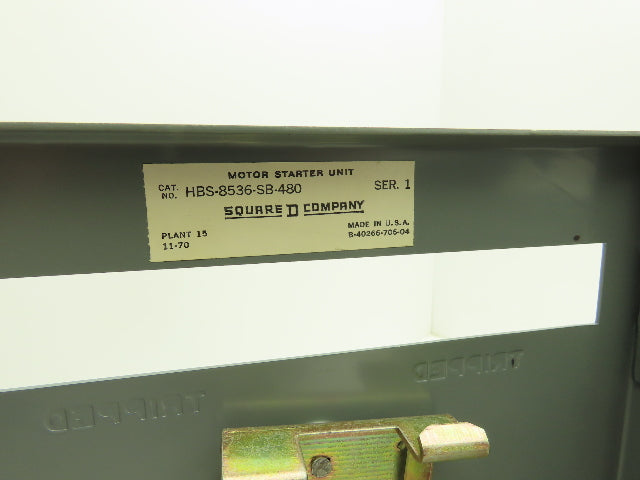 MOTOR STARTER UNIT
CAT. NO. HBS-8536-SB-480 SER. 1
SQUARE D COMPANY
PLANT 15 MADE IN U.S.A.
11-70 B-40266-706-04
TRIPPED
TRIPPED